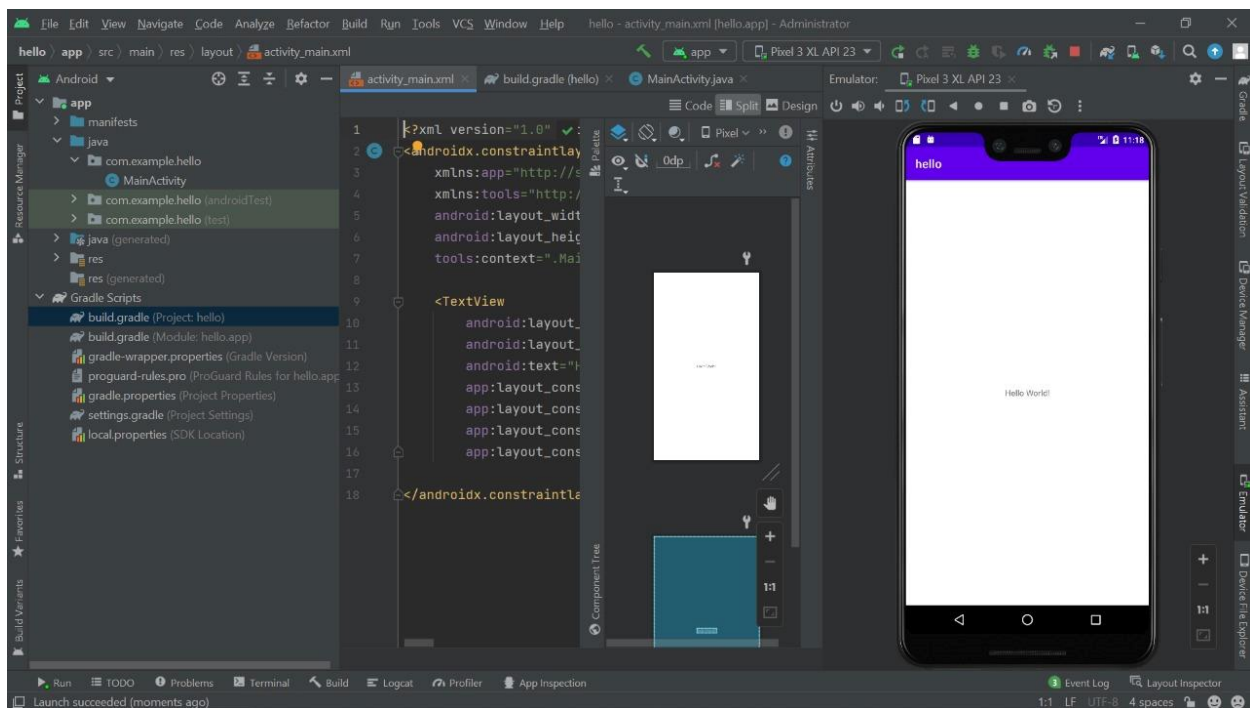 File Edit View Navigate Code Analyze Refactor Build Run Tools VCS Window Help hello - activity_main.xml [hello.app] - Administrator
hello app src main res layout activity_main.xml
app Pixel 3 XL API 23
Project
Resource Manager
Structure
Favorites
Build Variants
Android
app
manifests
java
com.example.hello
MainActivity
com.example.hello (androidTest)
com.example.hello (test)
java (generated)
res
res (generated)
Gradle Scripts
build.gradle (Project: hello)
build.gradle (Module: hello.app)
gradle-wrapper.properties (Gradle Version)
proguard-rules.pro (ProGuard Rules for hello.app
gradle.properties (Project Properties)
settings.gradle (Project Settings)
local.properties (SDK Location)
activity_main.xml build.gradle (hello) MainActivity.java
Code Split Design
1 <?xml version="1.0"
2 <androidx.constraintlay
3 xmlns:app="http://s
4 xmlns:tools="http:/
5 android:layout_widt
6 android:layout_heig
7 tools:context=".Mai
8
9 <TextView
10 android:layout_
11 android:layout_
12 android:text="H
13 app:layout_cons
14 app:layout_cons
15 app:layout_cons
16 app:layout_cons
17
18 </androidx.constraintla
Palette
Pixel
0dp
Attributes
Component Tree
1:1
Emulator: Pixel 3 XL API 23
11:18
hello
Hello World!
1:1
Gradle
Layout Validation
Device Manager
Assistant
Emulator
Device File Explorer
Run TODO Problems Terminal Build Logcat Profiler App Inspection
3 Event Log Layout Inspector
Launch succeeded (moments ago)
1:1 LF UTF-8 4 spaces